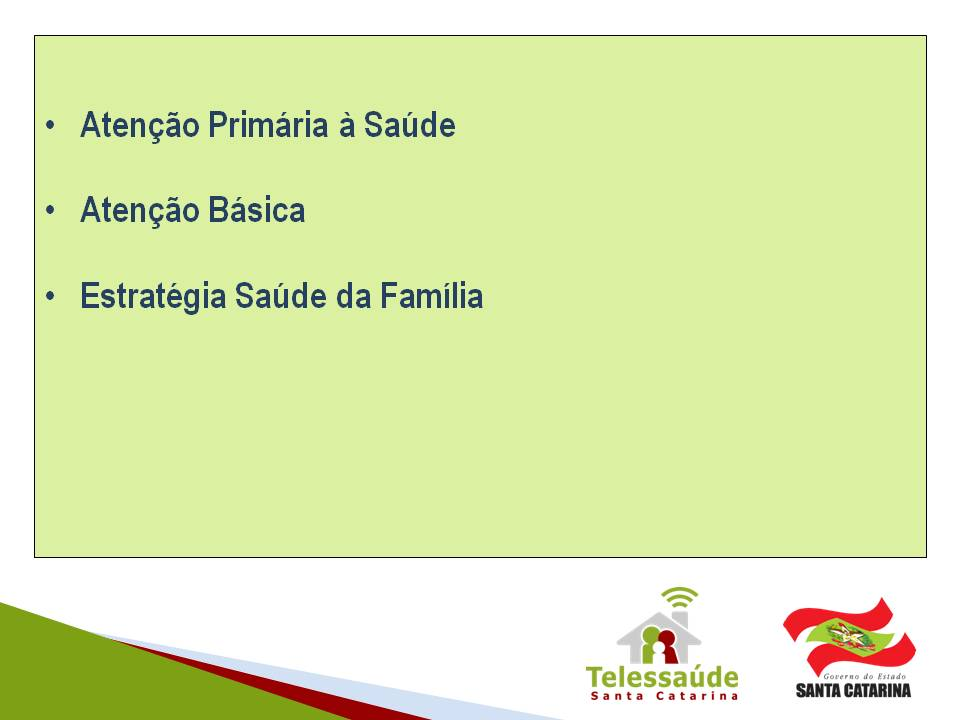 • Atenção Primária à Saúde
• Atenção Básica
• Estratégia Saúde da Família
Telessaúde
Santa Catarina
Governo do Estado
SANTA CATARINA